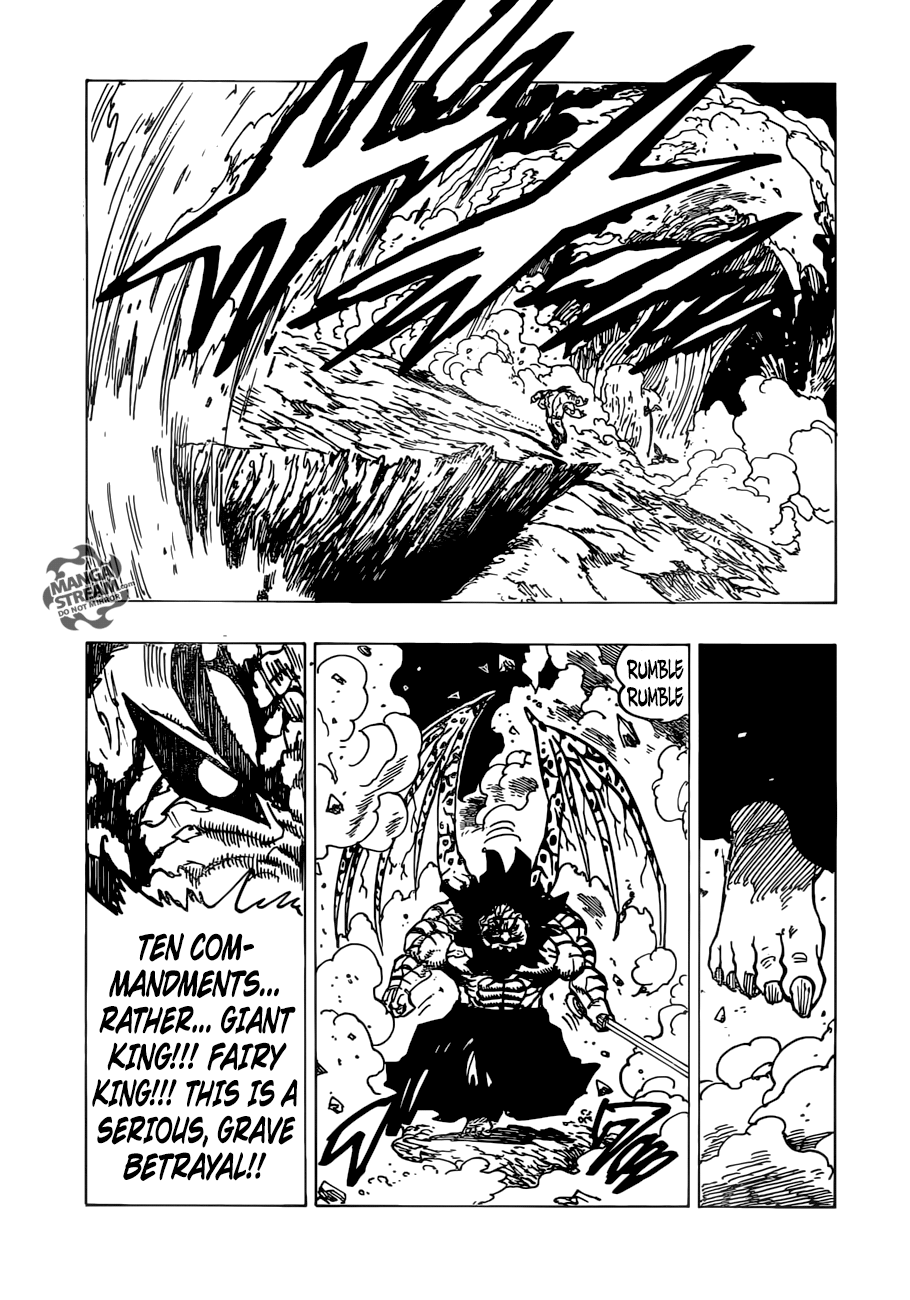 MANGA
STREAM.com
DO NOT MIRROR
RUMBLE
RUMBLE
TEN COM-
MANDMENTS...
RATHER... GIANT
KING!!! FAIRY
KING!!! THIS IS A
SERIOUS, GRAVE
BETRAYAL!!